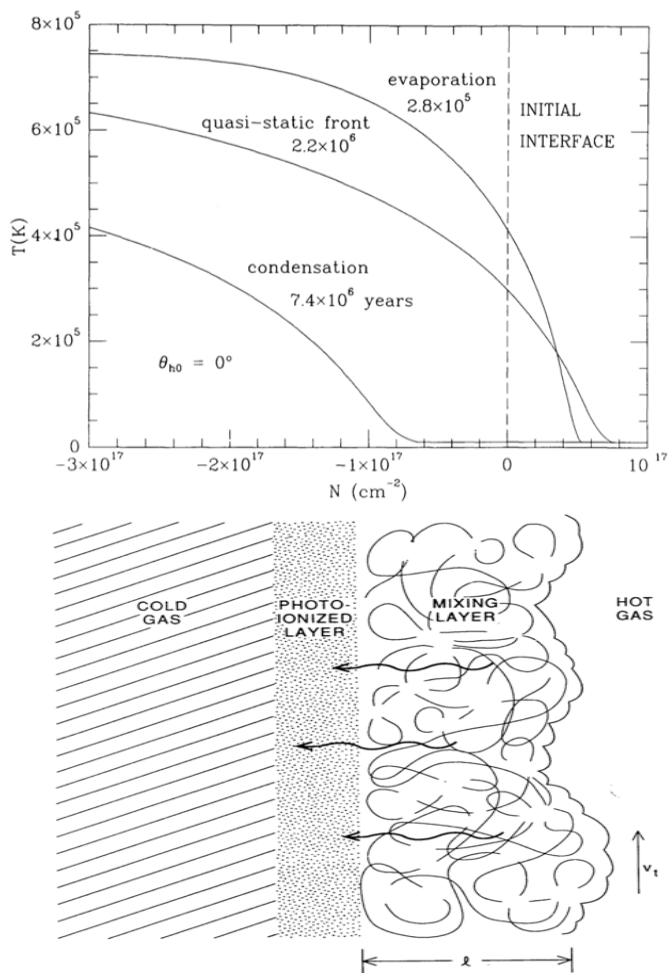 8×10⁵
6×10⁵
4×10⁵
2×10⁵
0
T(K)
evaporation
2.8×10⁵
INITIAL
INTERFACE
quasi-static front
2.2×10⁶
condensation
7.4×10⁶ years
θₕ₀ = 0°
−3×10¹⁷
−2×10¹⁷
−1×10¹⁷
0
10¹⁷
N (cm⁻²)
COLD
GAS
PHOTO-
IONIZED
LAYER
MIXING
LAYER
HOT
GAS
vₜ
ℓ